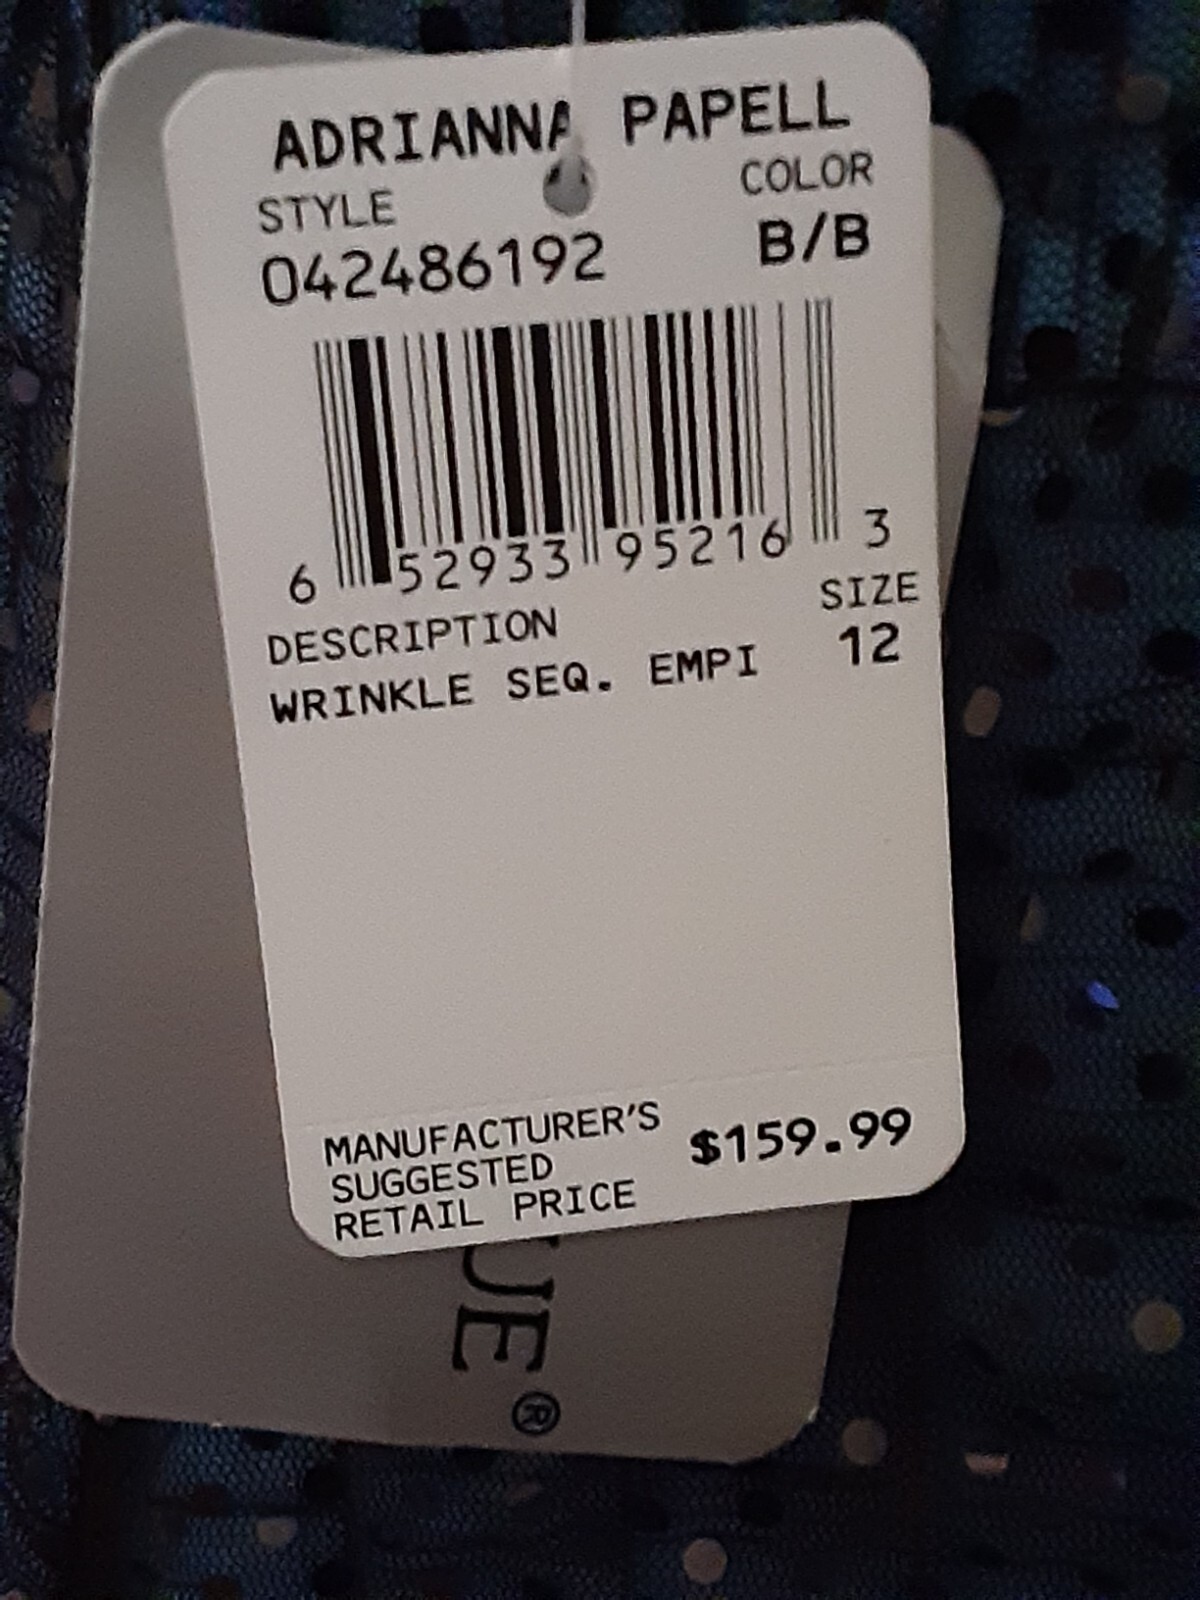 ADRIANNA PAPELL
STYLE COLOR
042486192 B/B
6 52933 95216 3
DESCRIPTION SIZE
WRINKLE SEQ. EMPI 12
MANUFACTURER'S
SUGGESTED
RETAIL PRICE $159.99
UE®